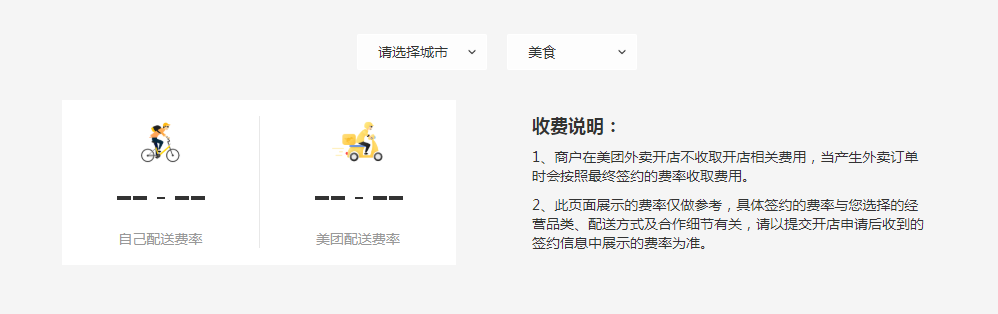 请选择城市
美食
-- - --
-- - --
自己配送费率
美团配送费率
收费说明：
1、商户在美团外卖开店不收取开店相关费用，当产生外卖订单
时会按照最终签约的费率收取费用。
2、此页面展示的费率仅做参考，具体签约的费率与您选择的经
营品类、配送方式及合作细节有关，请以提交开店申请后收到的
签约信息中展示的费率为准。